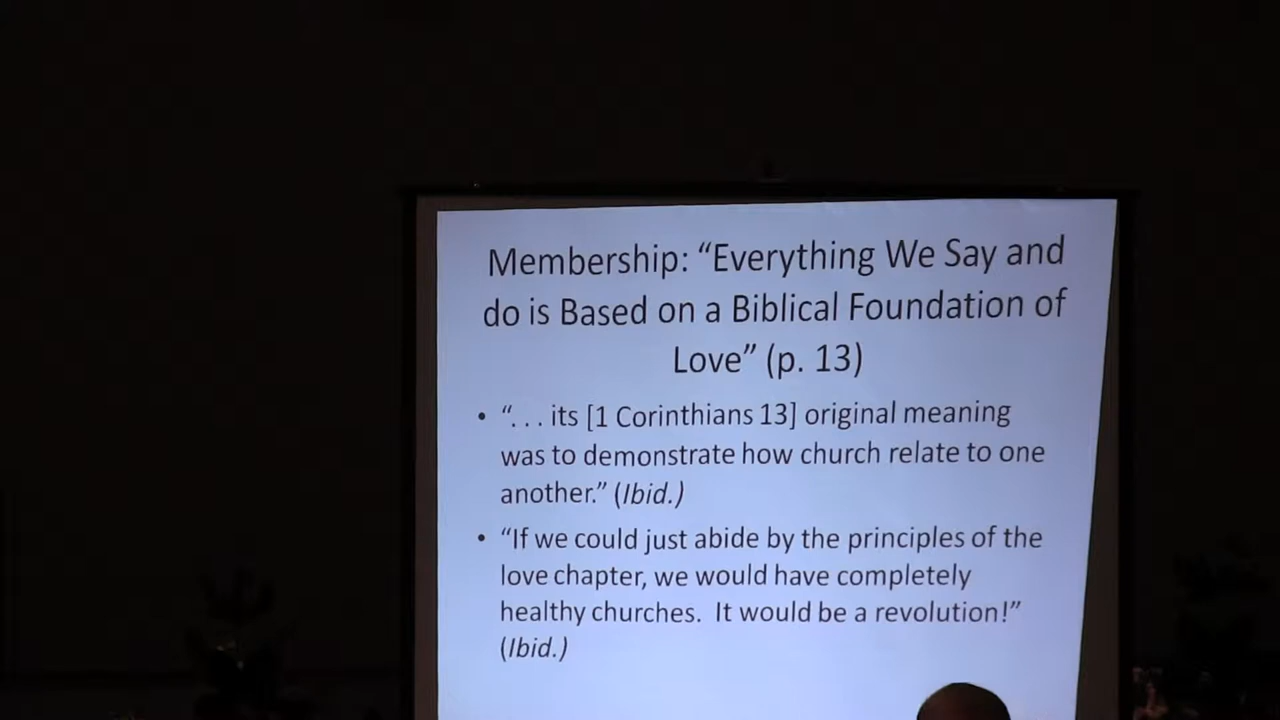 Membership: “Everything We Say and
do is Based on a Biblical Foundation of
Love” (p. 13)
• “. . . its [1 Corinthians 13] original meaning
was to demonstrate how church relate to one
another.” (Ibid.)
• “If we could just abide by the principles of the
love chapter, we would have completely
healthy churches.  It would be a revolution!”
(Ibid.)